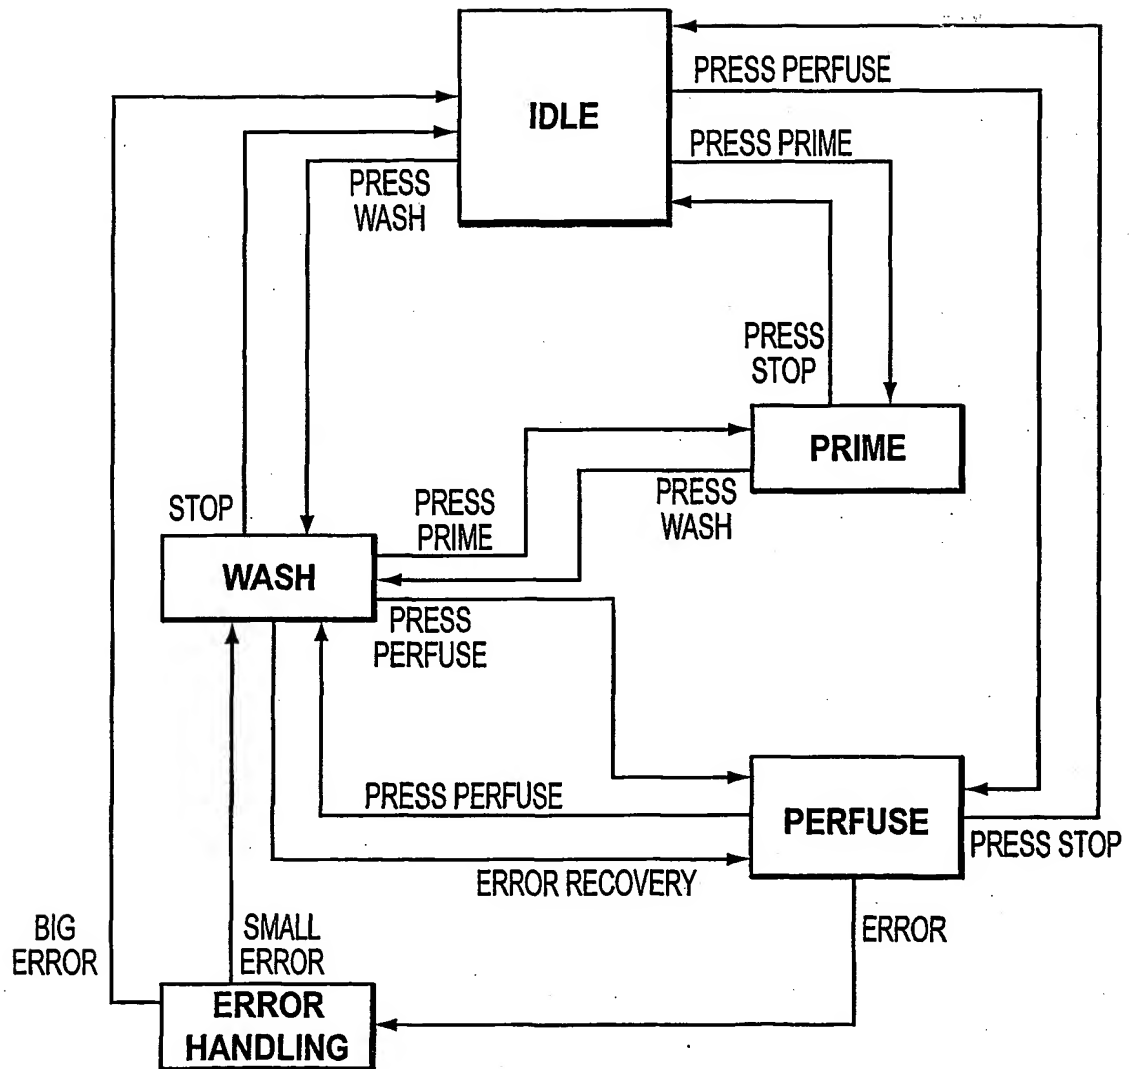 PRESS PERFUSE
IDLE
PRESS PRIME
PRESS
WASH
PRESS
STOP
PRIME
STOP
PRESS
PRIME
PRESS
WASH
WASH
PRESS
PERFUSE
PRESS PERFUSE
PERFUSE
PRESS STOP
ERROR RECOVERY
BIG
ERROR
SMALL
ERROR
ERROR
ERROR
HANDLING